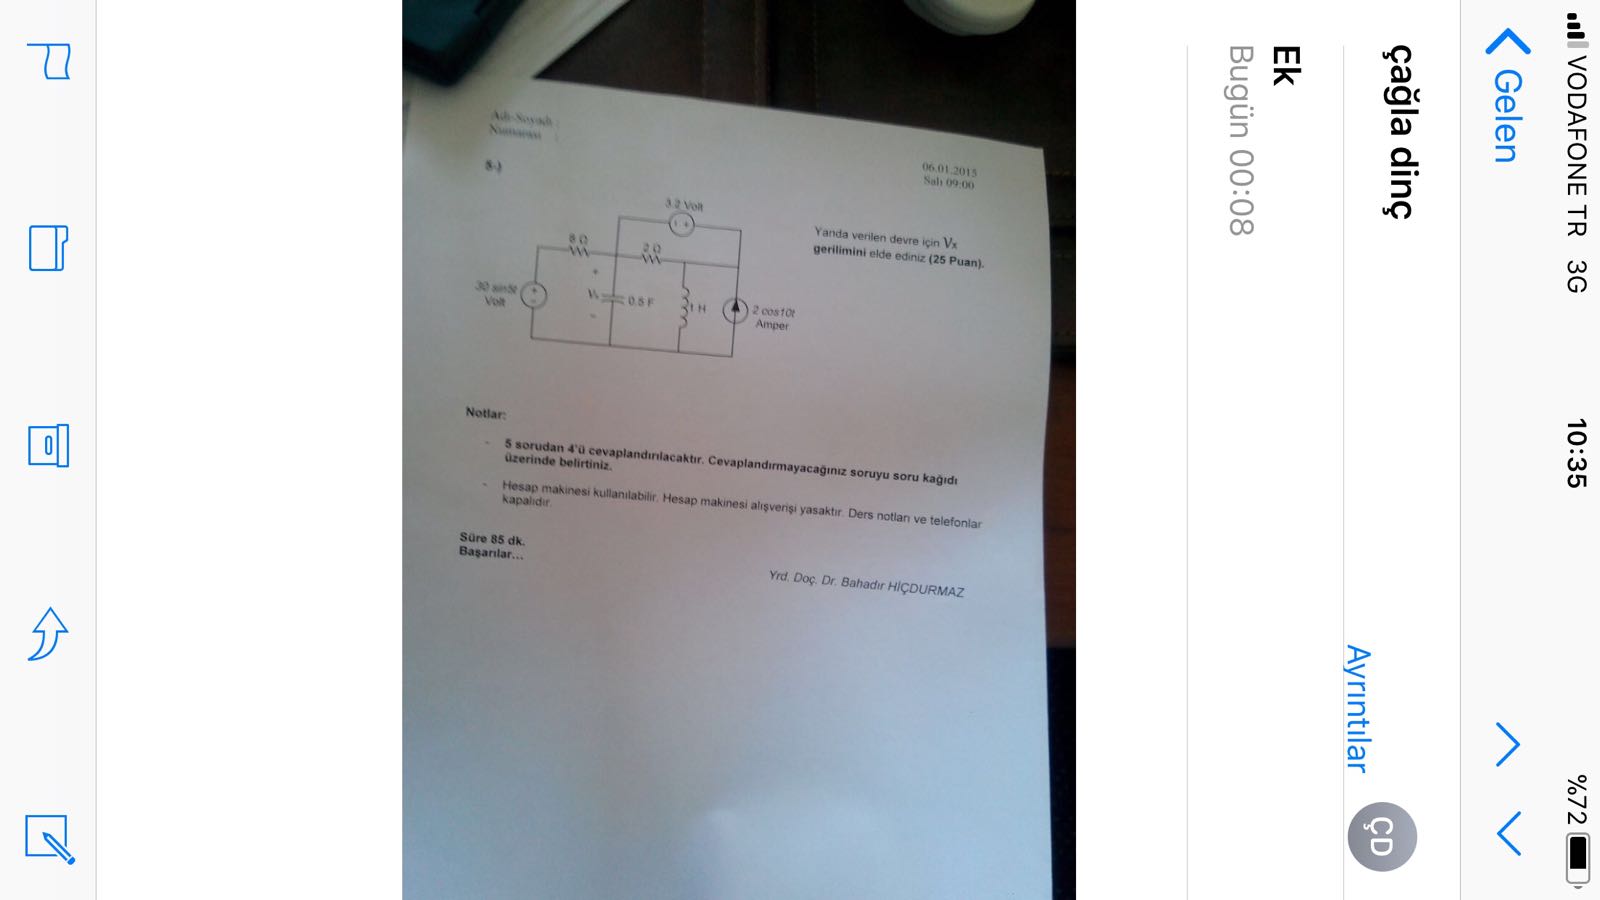 VODAFONE TR 3G 10:35 %72
Gelen
çağla dinç
Ayrıntılar
ÇD
Ek
Bugün 00:08
Adı-Soyadı :
Numarası :
06.01.2015
Salı 09:00
5-)
Yanda verilen devre için Vx
gerilimini elde ediniz (25 Puan).
3.2 Volt
- +
8 Ω
2 Ω
30 sin5t
Volt
+
-
+
Vx
-
0.5 F
1 H
2 cos10t
Amper
Notlar:
- 5 sorudan 4'ü cevaplandırılacaktır. Cevaplandırmayacağınız soruyu soru kağıdı
üzerinde belirtiniz.
- Hesap makinesi kullanılabilir. Hesap makinesi alışverişi yasaktır. Ders notları ve telefonlar
kapalıdır.
Süre 85 dk.
Başarılar...
Yrd. Doç. Dr. Bahadır HİÇDURMAZ